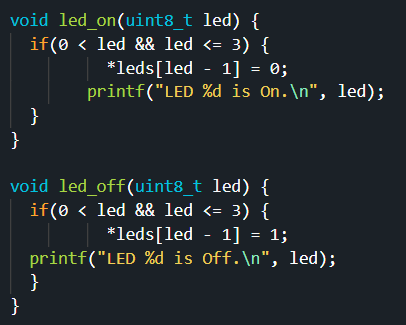 void led_on(uint8_t led) {
  if(0 < led && led <= 3) {
         *leds[led - 1] = 0;
       printf("LED %d is On.\n", led);
  }
}

void led_off(uint8_t led) {
  if(0 < led && led <= 3) {
         *leds[led - 1] = 1;
  printf("LED %d is Off.\n", led);
  }
}